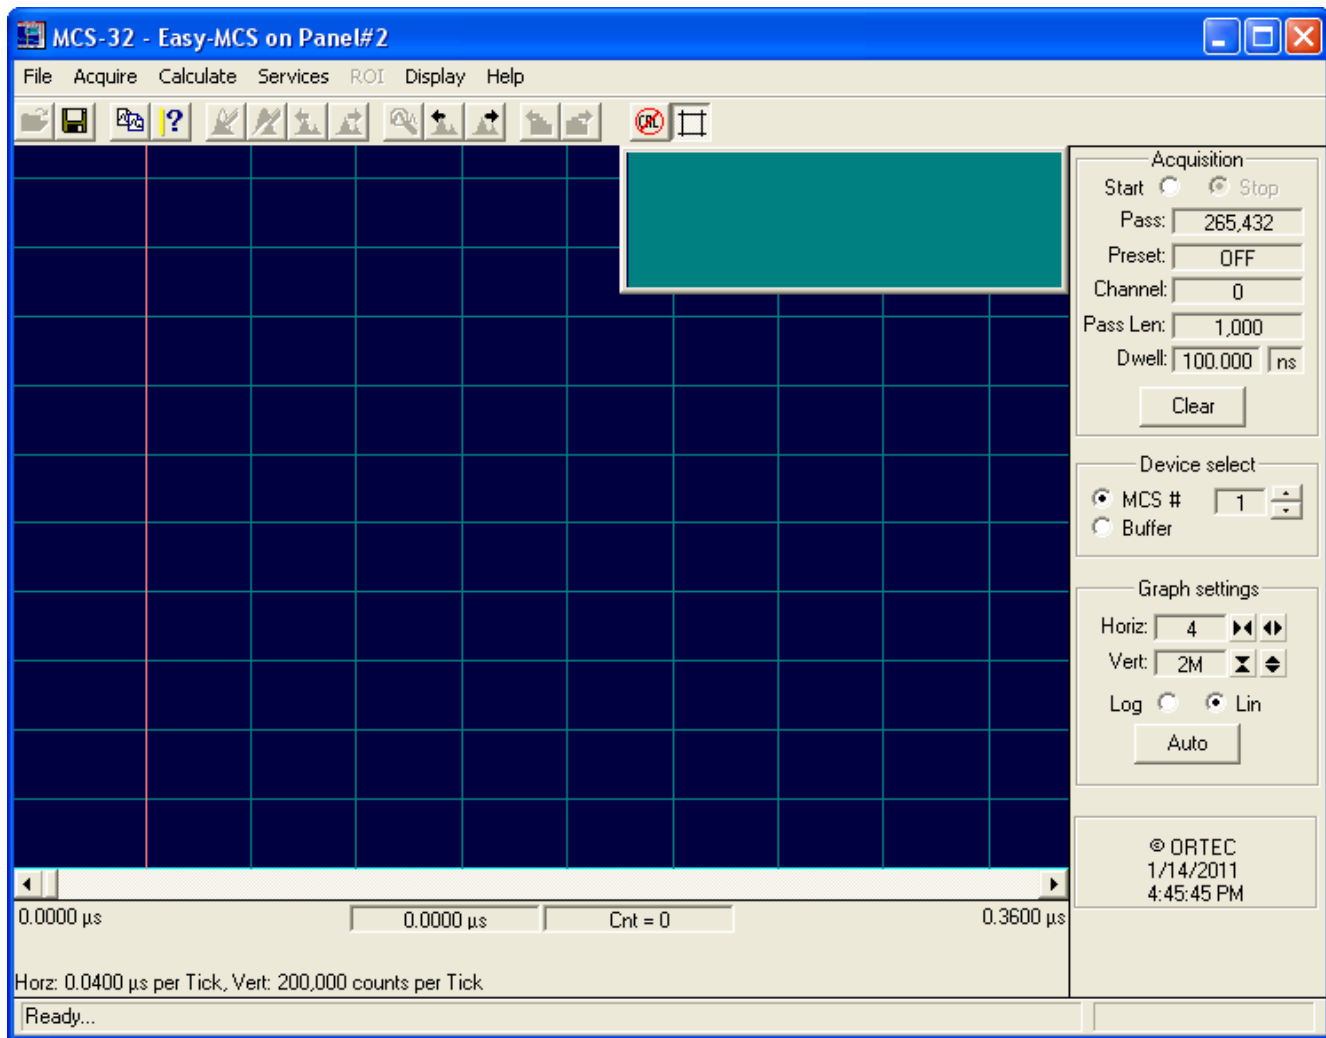 MCS-32 - Easy-MCS on Panel#2
File Acquire Calculate Services ROI Display Help
CRL
Acquisition
Start Stop
Pass: 265,432
Preset: OFF
Channel: 0
Pass Len: 1,000
Dwell: 100.000 ns
Clear
Device select
MCS # 1
Buffer
Graph settings
Horiz: 4
Vert: 2M
Log Lin
Auto
© ORTEC
1/14/2011
4:45:45 PM
0.0000 µs 0.0000 µs Cnt = 0 0.3600 µs
Horz: 0.0400 µs per Tick, Vert: 200,000 counts per Tick
Ready...